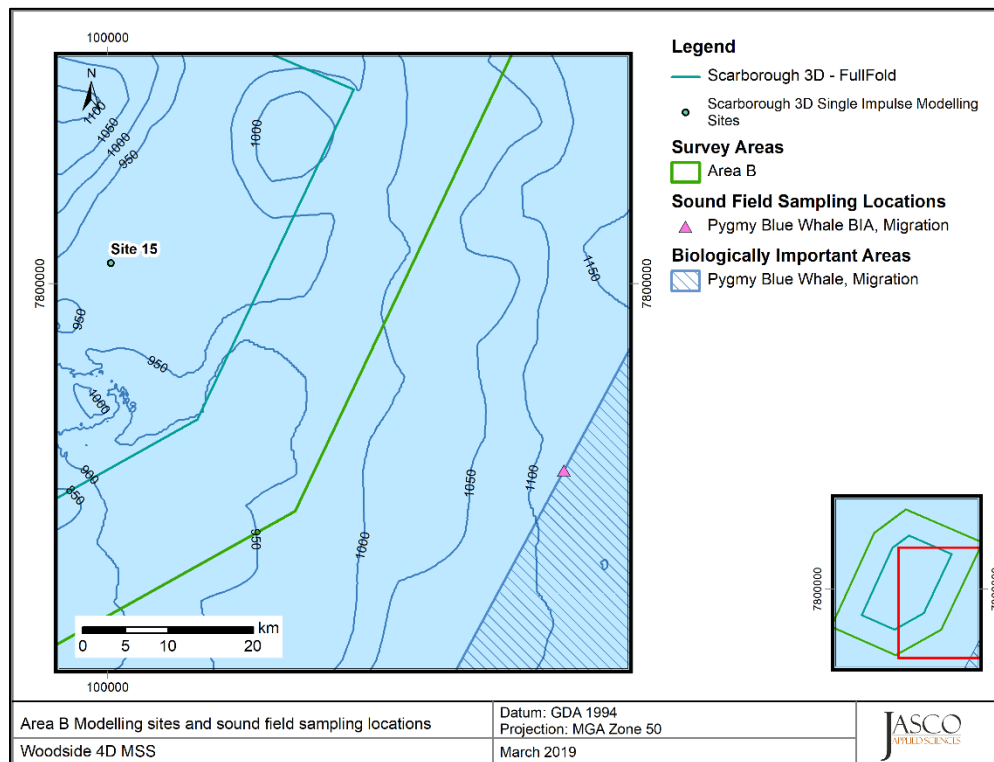 100000
N
1100
1050
1000
950
1000
Site 15
1150
7800000
7800000
950
950
1000
900
850
950
1000
1050
1100
km
0 5 10 20
100000
Legend
Scarborough 3D - FullFold
Scarborough 3D Single Impulse Modelling
Sites
Survey Areas
Area B
Sound Field Sampling Locations
Pygmy Blue Whale BIA, Migration
Biologically Important Areas
Pygmy Blue Whale, Migration
7800000
Area B Modelling sites and sound field sampling locations
Woodside 4D MSS
Datum: GDA 1994
Projection: MGA Zone 50
March 2019
JASCO
APPLIED SCIENCES